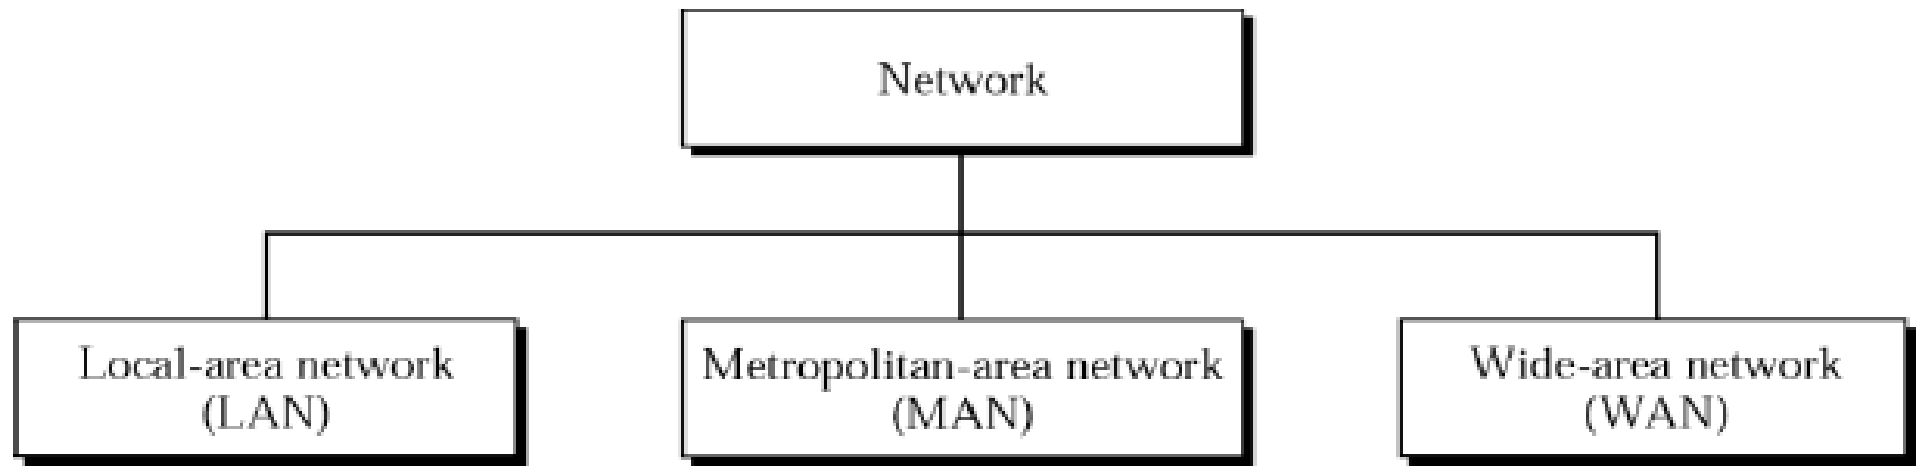 Network
Local-area network
(LAN)
Metropolitan-area network
(MAN)
Wide-area network
(WAN)